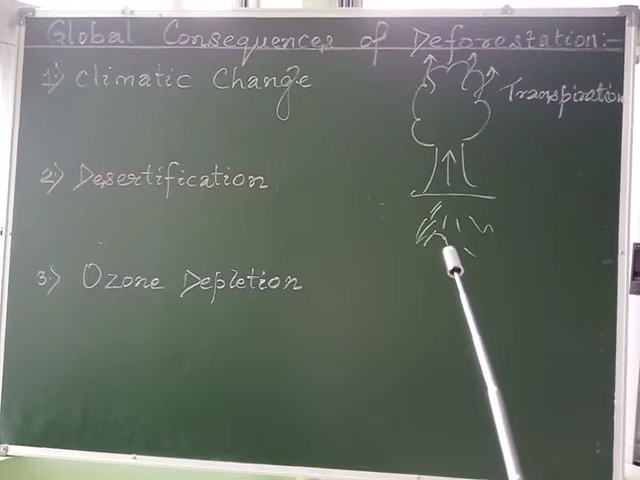 Global Consequences of Deforestation:-
1) Climatic Change
Transpiration
2) Desertification
3) Ozone Depletion